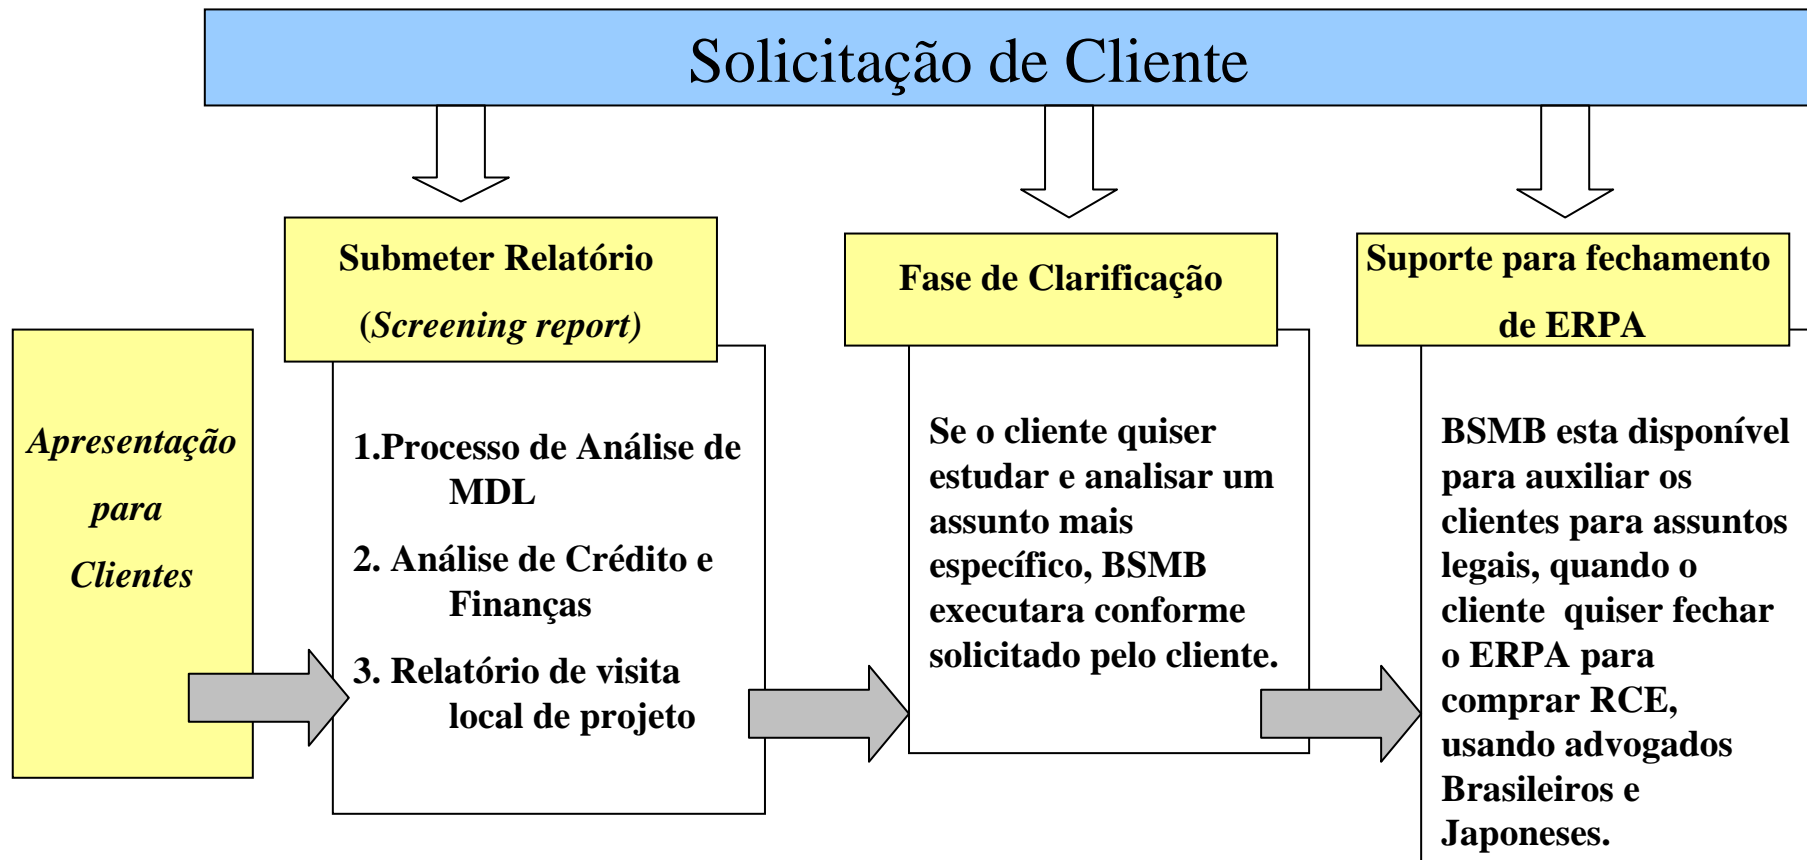 Solicitação de Cliente
Apresentação
para
Clientes
Submeter Relatório
(Screening report)
1.Processo de Análise de
MDL
2. Análise de Crédito e
Finanças
3. Relatório de visita
local de projeto
Fase de Clarificação
Se o cliente quiser
estudar e analisar um
assunto mais
específico, BSMB
executara conforme
solicitado pelo cliente.
Suporte para fechamento
de ERPA
BSMB esta disponível
para auxiliar os
clientes para assuntos
legais, quando o
cliente quiser fechar
o ERPA para
comprar RCE,
usando advogados
Brasileiros e
Japoneses.